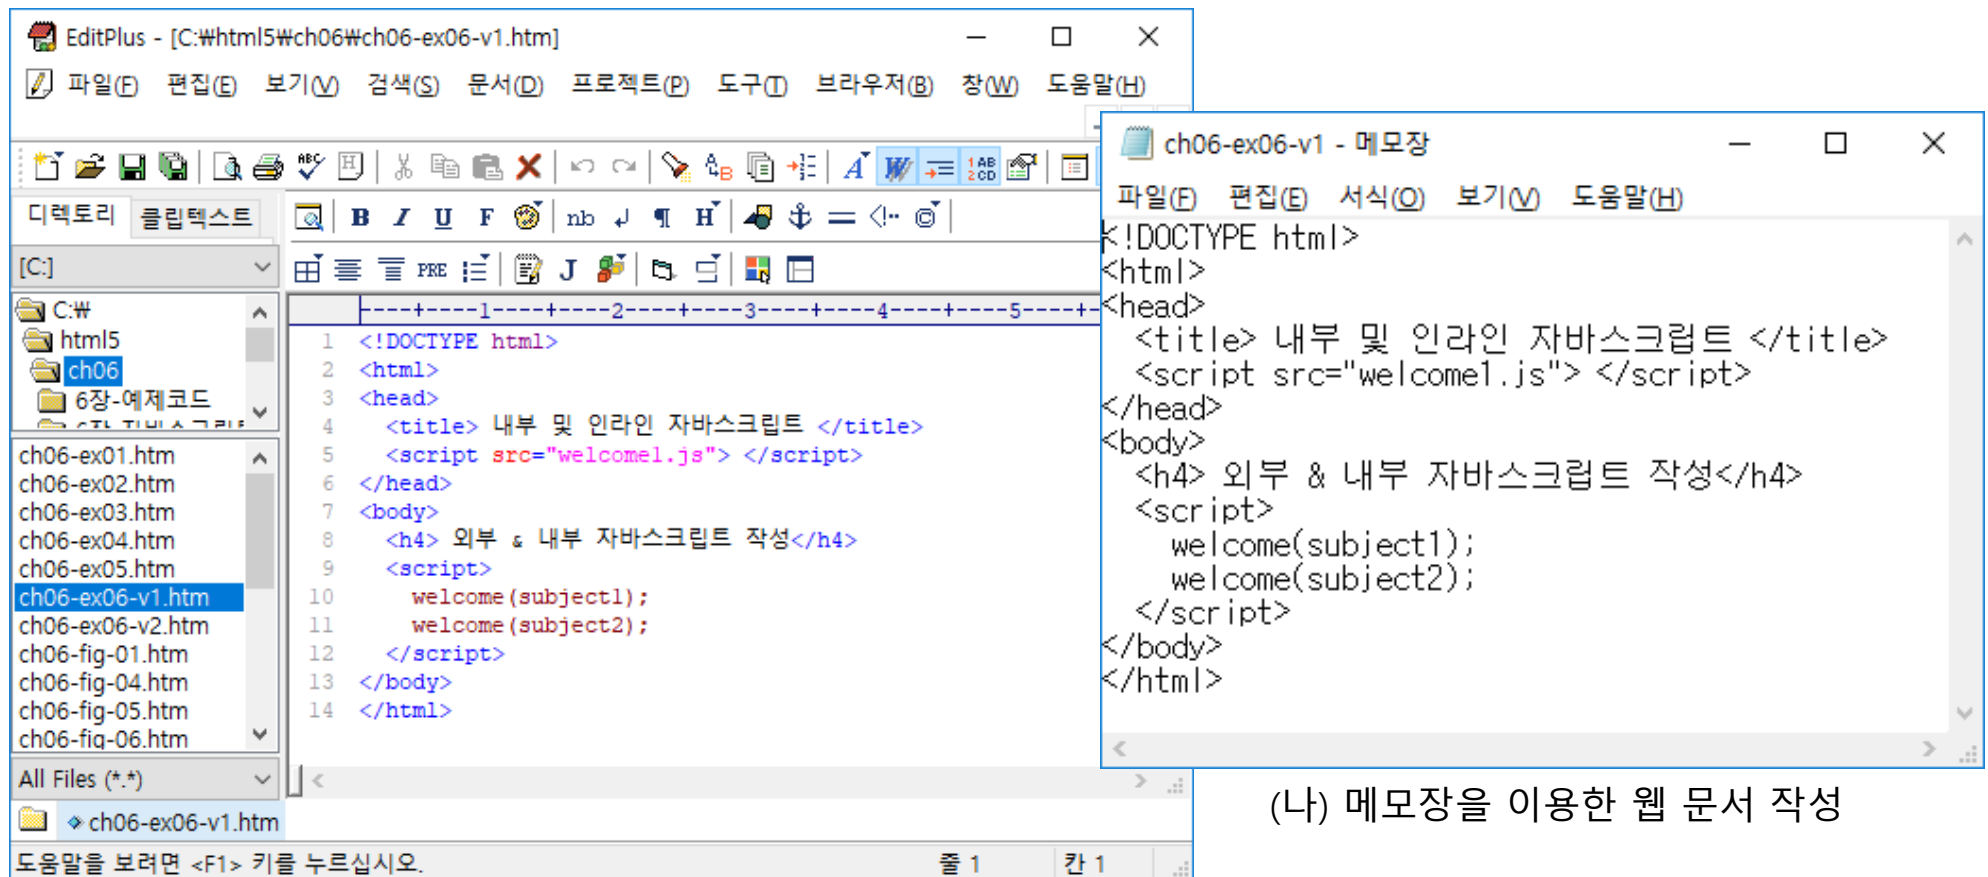 EditPlus - [C:₩html5₩ch06₩ch06-ex06-v1.htm]
파일(F) 편집(E) 보기(V) 검색(S) 문서(D) 프로젝트(P) 도구(T) 브라우저(B) 창(W) 도움말(H)
디렉토리 클립텍스트
B I U F nb ¶ H
[C:]
PRE J
C:₩
html5
ch06
6장-예제코드
ch06-ex01.htm
ch06-ex02.htm
ch06-ex03.htm
ch06-ex04.htm
ch06-ex05.htm
ch06-ex06-v1.htm
ch06-ex06-v2.htm
ch06-fig-01.htm
ch06-fig-04.htm
ch06-fig-05.htm
ch06-fig-06.htm
All Files (*.*)
ch06-ex06-v1.htm
도움말을 보려면 <F1> 키를 누르십시오. 줄 1 칸 1
----+----1----+----2----+----3----+----4----+----5----+-
1 <!DOCTYPE html>
2 <html>
3 <head>
4 <title> 내부 및 인라인 자바스크립트 </title>
5 <script src="welcome1.js"> </script>
6 </head>
7 <body>
8 <h4> 외부 & 내부 자바스크립트 작성</h4>
9 <script>
10 welcome(subject1);
11 welcome(subject2);
12 </script>
13 </body>
14 </html>
ch06-ex06-v1 - 메모장
파일(F) 편집(E) 서식(O) 보기(V) 도움말(H)
<!DOCTYPE html>
<html>
<head>
<title> 내부 및 인라인 자바스크립트 </title>
<script src="welcome1.js"> </script>
</head>
<body>
<h4> 외부 & 내부 자바스크립트 작성</h4>
<script>
welcome(subject1);
welcome(subject2);
</script>
</body>
</html>
(나) 메모장을 이용한 웹 문서 작성